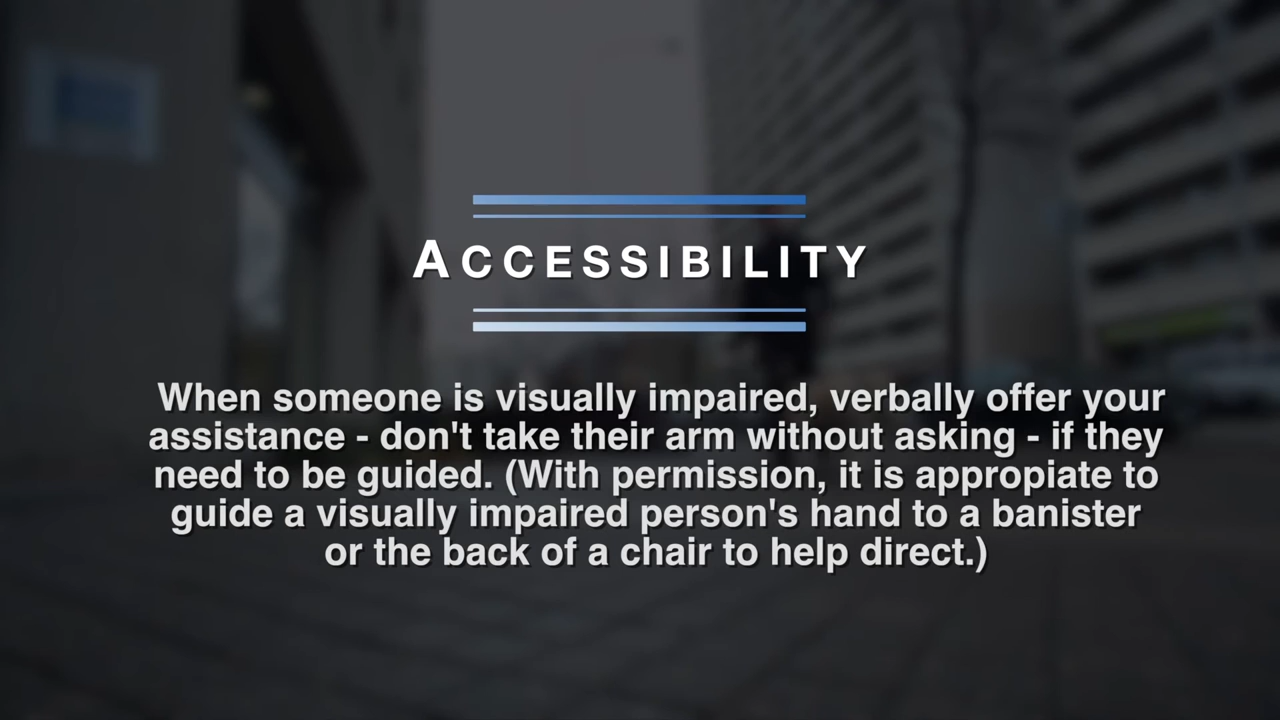 ACCESSIBILITY
When someone is visually impaired, verbally offer your
assistance - don't take their arm without asking - if they
need to be guided. (With permission, it is appropiate to
guide a visually impaired person's hand to a banister
or the back of a chair to help direct.)